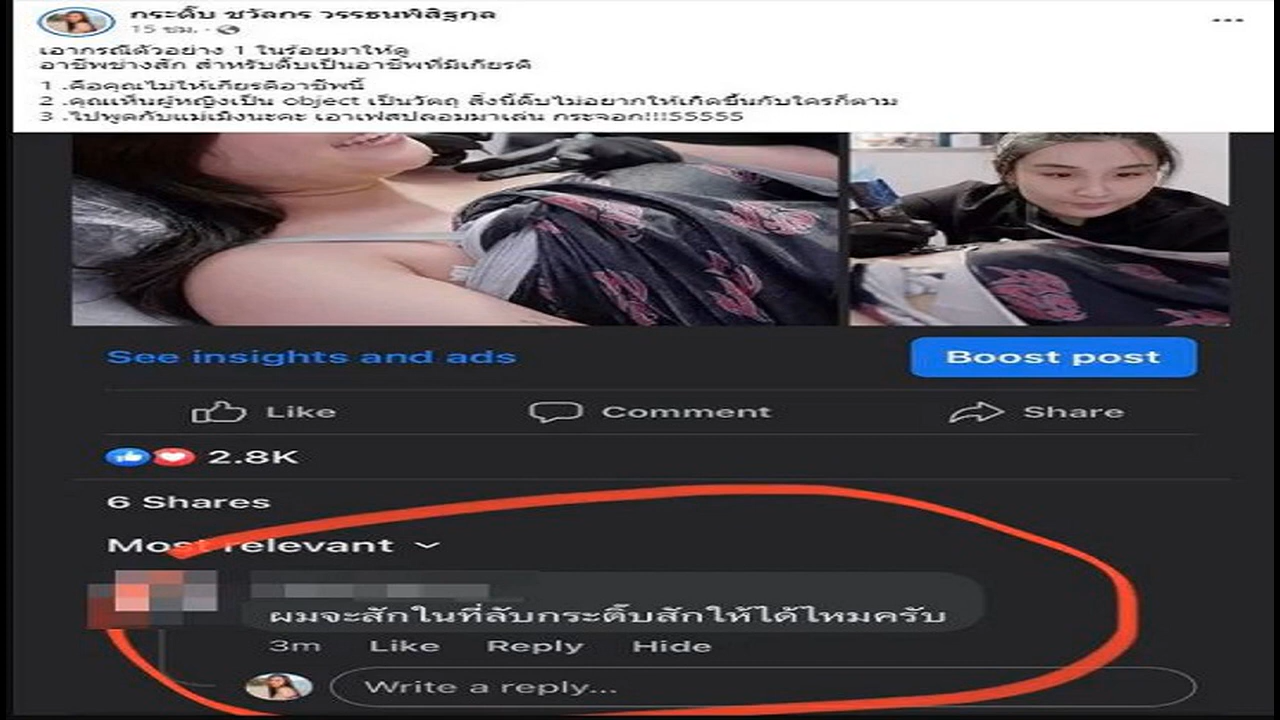 กระติ๊บ ชวัลกร วรรธนพิสิฐกุล
15 ชม. ·
เอากรณีตัวอย่าง 1 ในร้อยมาให้ดู
อาชีพช่างสัก สำหรับติ๊บเป็นอาชีพที่มีเกียรติ
1 .คือคุณไม่ให้เกียรติอาชีพนี้
2 .คุณเห็นผู้หญิงเป็น object เป็นวัตถุ สิ่งนี้ติ๊บไม่อยากให้เกิดขึ้นกับใครก็ตาม
3 .ไปพูดกับแม่เมิงนะคะ เอาเฟสปลอมมาเล่น กระจอก!!!55555
See insights and ads
Boost post
Like Comment Share
2.8K
6 Shares
Most relevant
ผมจะสักในที่ลับกระติ๊บสักให้ได้ไหมครับ
3m Like Reply Hide
Write a reply...